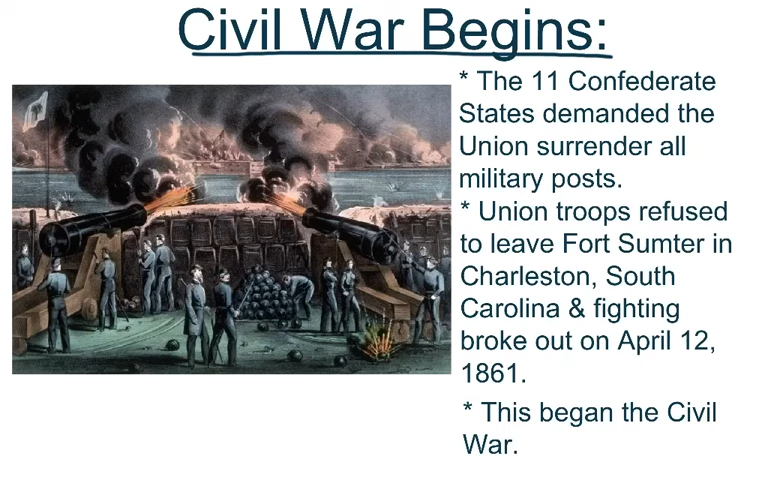 Civil War Begins:
* The 11 Confederate
States demanded the
Union surrender all
military posts.
* Union troops refused
to leave Fort Sumter in
Charleston, South
Carolina & fighting
broke out on April 12,
1861.
* This began the Civil
War.